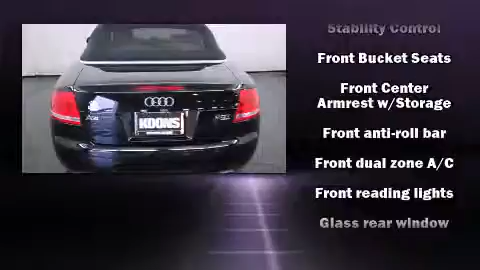 Stability Control
Front Bucket Seats
Front Center
Armrest w/Storage
Front anti-roll bar
Front dual zone A/C
Front reading lights
Glass rear window
KOONS